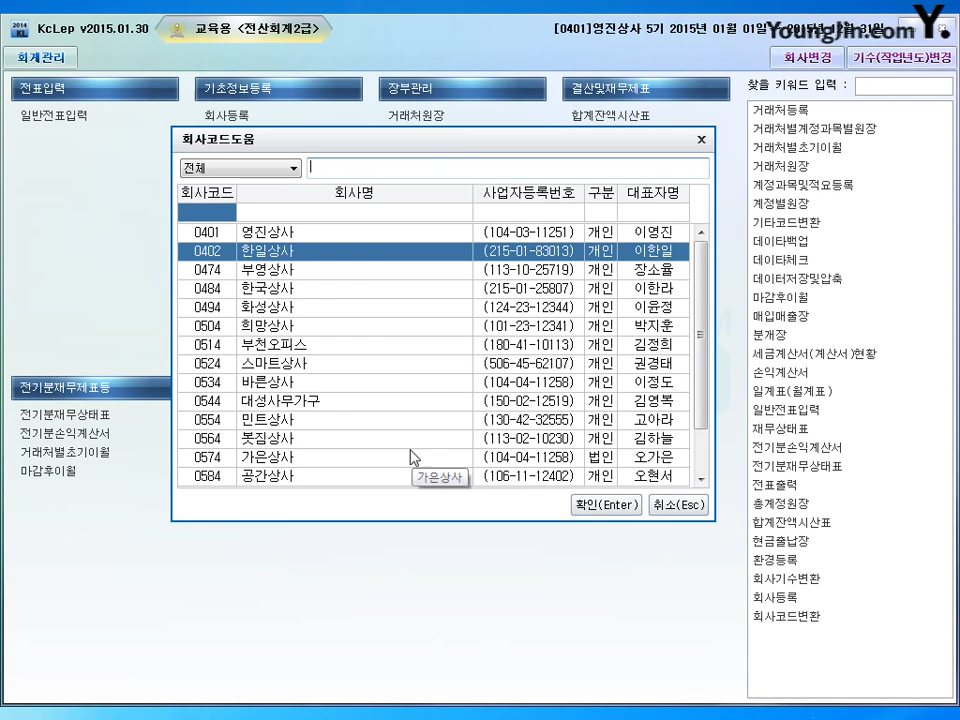 2014
KL
KcLep v2015.01.30
교육용 <전산회계2급>
[0401]영진상사 5기 2015년 01월 01일
Younglin.com Y.
회계관리
회사변경
기수(작업년도)변경
전표입력
기초정보등록
장부관리
결산및재무제표
찾을 키워드 입력 :
일반전표입력
회사등록
거래처원장
합계잔액시산표
회사코드도움
x
전체
회사코드 회사명 사업자등록번호 구분 대표자명
0401 영진상사 (104-03-11251) 개인 이영진
0402 한일상사 (215-01-83013) 개인 이한일
0474 부영상사 (113-10-25719) 개인 장소율
0484 한국상사 (215-01-25807) 개인 이한라
0494 화성상사 (124-23-12344) 개인 이윤정
0504 희망상사 (101-23-12341) 개인 박지훈
0514 부천오피스 (180-41-10113) 개인 김정희
0524 스마트상사 (506-45-62107) 개인 권경태
0534 바른상사 (104-04-11258) 개인 이정도
0544 대성사무가구 (150-02-12519) 개인 김영복
0554 민트상사 (130-42-32555) 개인 고아라
0564 봇짐상사 (113-02-10230) 개인 김하늘
0574 가은상사 (104-04-11258) 법인 오가은
0584 공간상사 (106-11-12402) 개인 오현서
가은상사
확인(Enter) 취소(Esc)
전기분재무제표등
전기분재무상태표
전기분손익계산서
거래처별초기이월
마감후이월
거래처등록
거래처별계정과목별원장
거래처별초기이월
거래처원장
계정과목및적요등록
계정별원장
기타코드변환
데이타백업
데이타체크
데이터저장및압축
마감후이월
매입매출장
분개장
세금계산서(계산서)현황
손익계산서
일계표(월계표)
일반전표입력
재무상태표
전기분손익계산서
전기분재무상태표
전표출력
총계정원장
합계잔액시산표
현금출납장
환경등록
회사기수변환
회사등록
회사코드변환